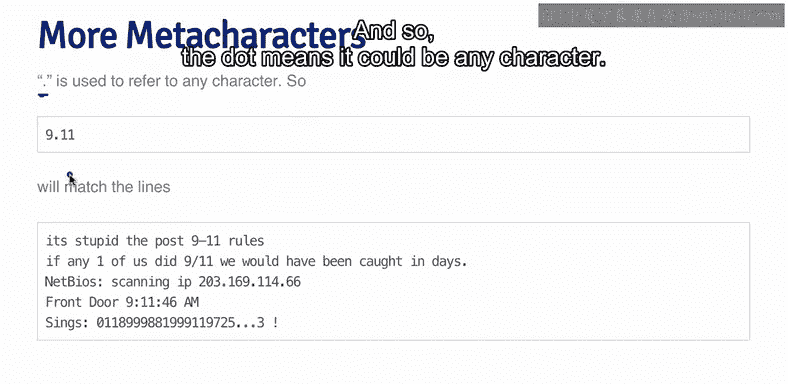 More Metacharacters
And so,
the dot means it could be any character.
“.” is used to refer to any character. So
9.11
will match the lines
its stupid the post 9–11 rules
if any 1 of us did 9/11 we would have been caught in days.
NetBios: scanning ip 203.169.114.66
Front Door 9:11:46 AM
Sings: 0118999881999119725...3 !